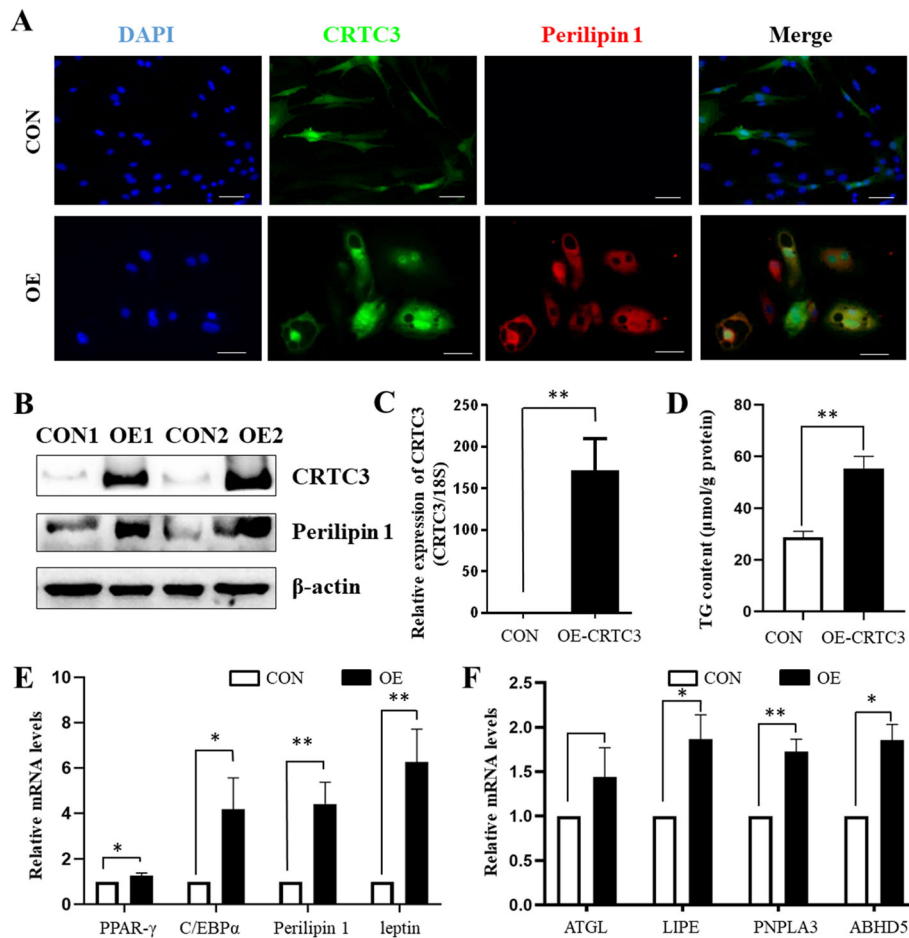 A
DAPI CRTC3 Perilipin 1 Merge
CON
OE
B
CON1 OE1 CON2 OE2
CRTC3
Perilipin 1
β-actin
C
Relative expression of CRTC3
(CRTC3/18S)
250
200
150
100
50
0
**
CON OE-CRTC3
D
TG content (μmol/g protein)
80
60
40
20
0
**
CON OE-CRTC3
E
CON OE
Relative mRNA levels
10
8
6
4
2
0
* * ** **
PPAR-γ C/EBPα Perilipin 1 leptin
F
CON OE
Relative mRNA levels
2.5
2.0
1.5
1.0
0.5
0.0
* ** *
ATGL LIPE PNPLA3 ABHD5